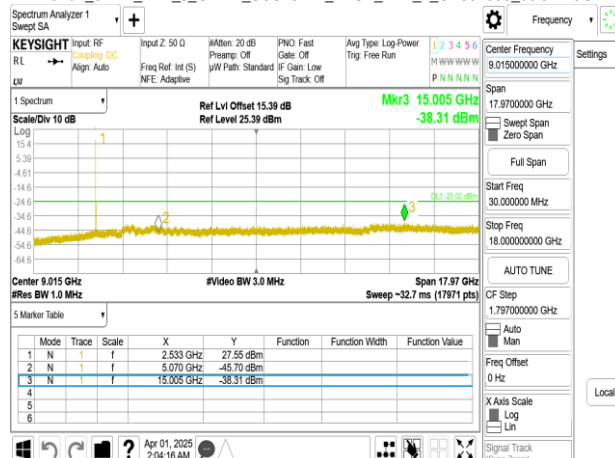 Spectrum Analyzer 1
Swept SA
Frequency
KEYSIGHT
RL
LXI
Input: RF
Coupling: DC
Align: Auto
Input Z: 50 Ω
Freq Ref: Int (S)
NFE: Adaptive
#Atten: 20 dB
Preamp: Off
µW Path: Standard
PNO: Fast
Gate: Off
IF Gain: Low
Sig Track: Off
Avg Type: Log-Power
Trig: Free Run
1 2 3 4 5 6
M W W W W W
P N N N N N
Center Frequency
9.015000000 GHz
Settings
Span
17.9700000 GHz
Swept Span
Zero Span
Full Span
Start Freq
30.000000 MHz
Stop Freq
18.000000000 GHz
AUTO TUNE
CF Step
1.797000000 GHz
Auto
Man
Freq Offset
0 Hz
X Axis Scale
Log
Lin
Signal Track
Local
1 Spectrum
Scale/Div 10 dB
Ref Lvl Offset 15.39 dB
Ref Level 25.39 dBm
Mkr3 15.005 GHz
-38.31 dBm
Log
15.4
5.39
-4.61
-14.6
-24.6
-34.6
-44.6
-54.6
-64.6
1
2
3
DL1 -25.00 dBm
Center 9.015 GHz
#Video BW 3.0 MHz
Span 17.97 GHz
#Res BW 1.0 MHz
Sweep ~32.7 ms (17971 pts)
5 Marker Table
Mode Trace Scale X Y Function Function Width Function Value
1 N 1 f 2.533 GHz 27.55 dBm
2 N 1 f 5.070 GHz -45.70 dBm
3 N 1 f 15.005 GHz -38.31 dBm
4
5
6
?
Apr 01, 2025
2:04:16 AM